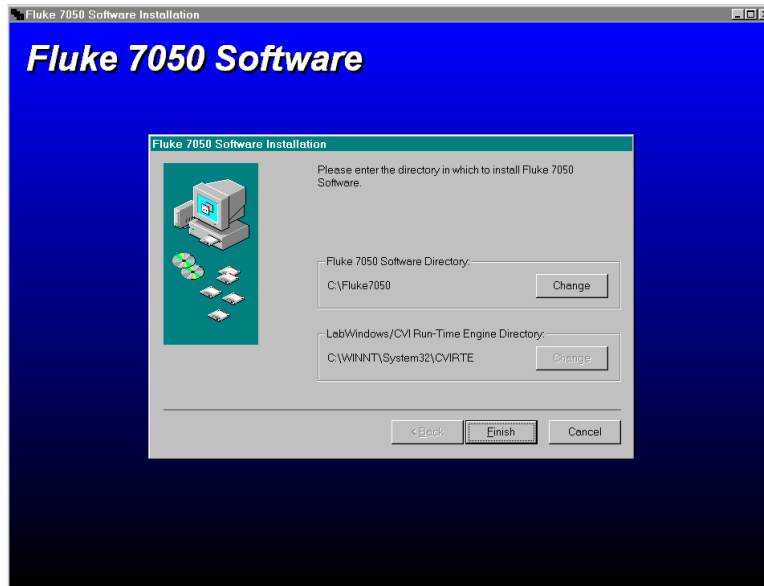 Fluke 7050 Software Installation
Fluke 7050 Software
Fluke 7050 Software Installation
Please enter the directory in which to install Fluke 7050
Software.
Fluke 7050 Software Directory:
C:\Fluke7050
Change
LabWindows/CVI Run-Time Engine Directory:
C:\WINNT\System32\CVIRTE
Change
< Back
Finish
Cancel